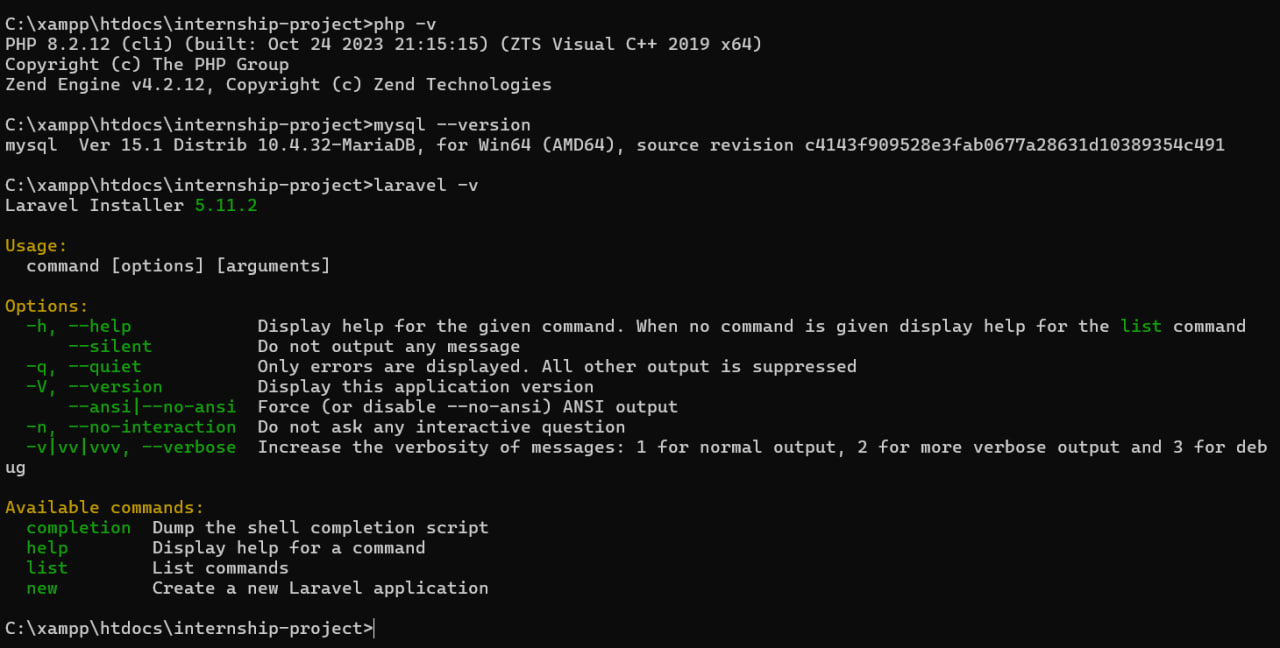 C:\xampp\htdocs\internship-project>php -v
PHP 8.2.12 (cli) (built: Oct 24 2023 21:15:15) (ZTS Visual C++ 2019 x64)
Copyright (c) The PHP Group
Zend Engine v4.2.12, Copyright (c) Zend Technologies
C:\xampp\htdocs\internship-project>mysql --version
mysql  Ver 15.1 Distrib 10.4.32-MariaDB, for Win64 (AMD64), source revision c4143f909528e3fab0677a28631d10389354c491
C:\xampp\htdocs\internship-project>laravel -v
Laravel Installer 5.11.2
Usage:
  command [options] [arguments]
Options:
  -h, --help            Display help for the given command. When no command is given display help for the list command
      --silent          Do not output any message
  -q, --quiet           Only errors are displayed. All other output is suppressed
  -V, --version         Display this application version
      --ansi|--no-ansi  Force (or disable --no-ansi) ANSI output
  -n, --no-interaction  Do not ask any interactive question
  -v|vv|vvv, --verbose  Increase the verbosity of messages: 1 for normal output, 2 for more verbose output and 3 for deb
ug
Available commands:
  completion  Dump the shell completion script
  help        Display help for a command
  list        List commands
  new         Create a new Laravel application
C:\xampp\htdocs\internship-project>